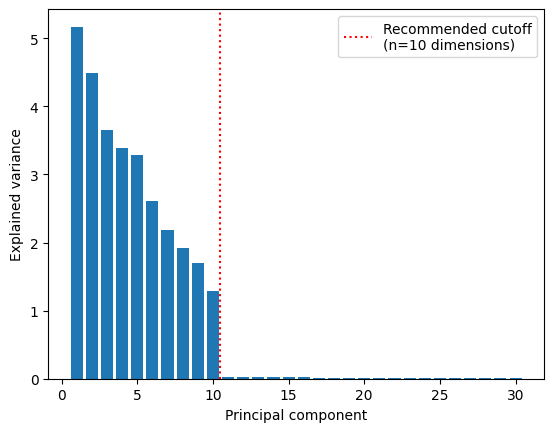 Recommended cutoff
(n=10 dimensions)
5
4
3
2
1
0
Explained variance
0 5 10 15 20 25 30
Principal component